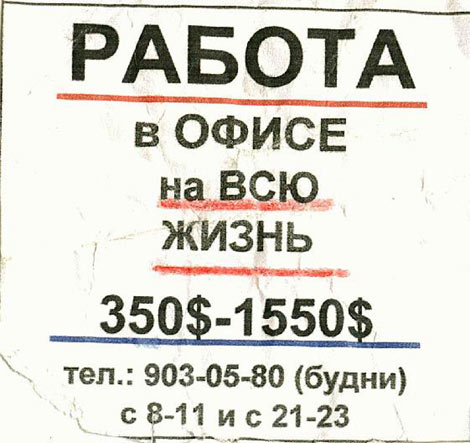 РАБОТА
в ОФИСЕ
на ВСЮ
ЖИЗНЬ
350$-1550$
тел.: 903-05-80 (будни)
с 8-11 и с 21-23